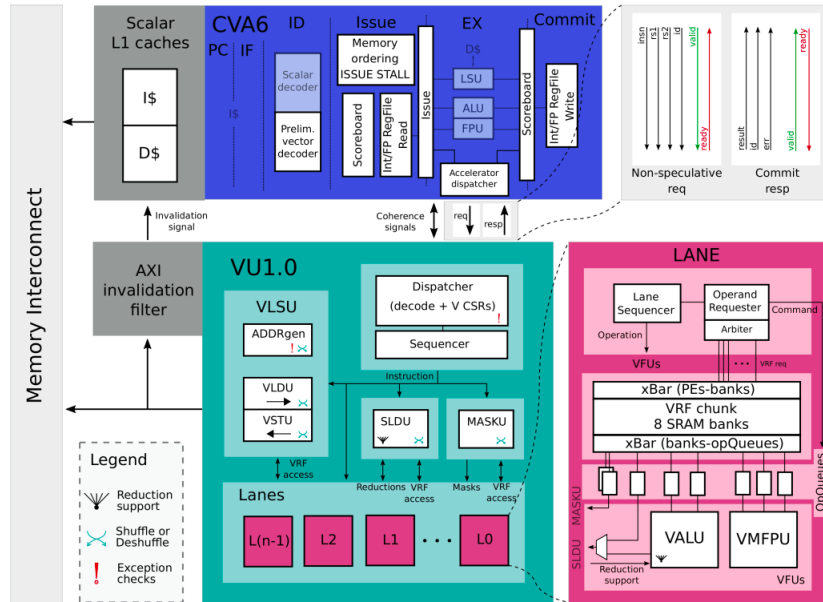 Scalar
L1 caches
I$
D$
CVA6
ID
Issue
EX
Commit
PC
IF
I$
Scalar
decoder
Prelim.
vector
decoder
Memory
ordering
ISSUE STALL
Scoreboard
Int/FP RegFile
Read
Issue
D$
LSU
ALU
FPU
Accelerator
dispatcher
Scoreboard
Int/FP RegFile
Write
insn
rs1
rs2
id
valid
ready
Non-speculative
req
result
id
err
valid
ready
Commit
resp
Memory Interconnect
Invalidation
signal
Coherence
signals
req
resp
AXI
invalidation
filter
VU1.0
VLSU
ADDRgen
!
VLDU
VSTU
VRF
access
Dispatcher
(decode + V CSRs)
!
Sequencer
Instruction
SLDU
MASKU
Reductions
VRF
access
Masks
VRF
access
Lanes
L(n-1)
L2
L1
L0
LANE
Lane
Sequencer
Operand
Requester
Arbiter
Command
Operation
VFUs
VRF req
xBar (PEs-banks)
VRF chunk
8 SRAM banks
xBar (banks-opQueues)
OpQueues
MASKU
SLDU
VALU
VMFPU
Reduction
support
VFUs
Legend
Reduction
support
Shuffle or
Deshuffle
!
Exception
checks